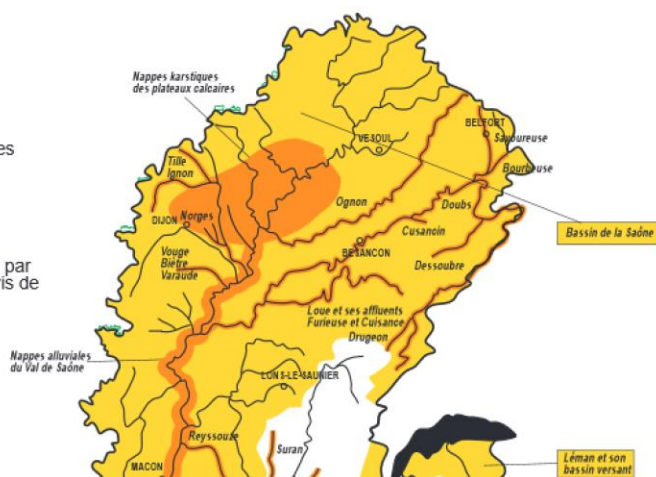 es
par
is de
Nappes karstiques
des plateaux calcaires
VESOUL
BELFORT
Savoureuse
Bourbeuse
Tille
Ignon
DIJON
Norges
Ognon
Doubs
Cusancin
BESANCON
Dessoubre
Bassin de la Saône
Vouge
Bietre
Varaude
Loue et ses affluents
Furieuse et Cuisance
Drugeon
Nappes alluviales
du Val de Saône
LONS-LE-SAUNIER
Reyssouze
Suran
MACON
Léman et son
bassin versant